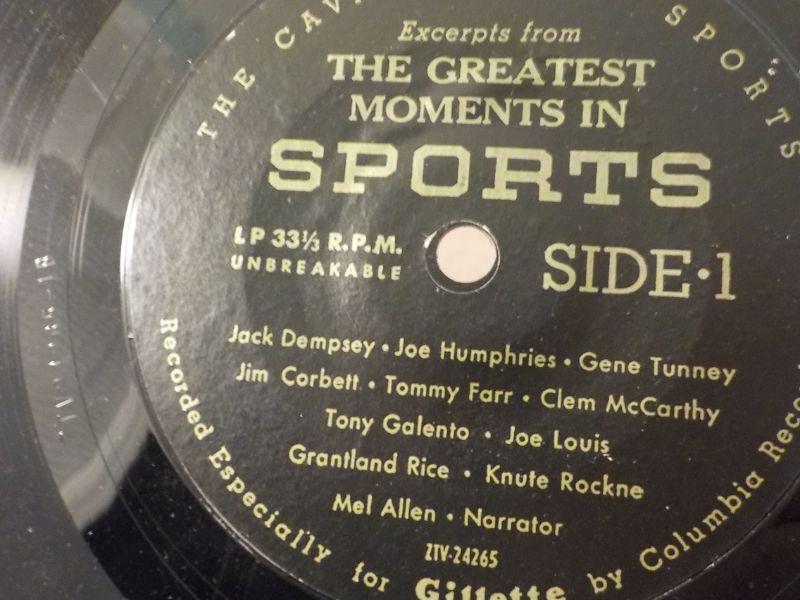 THE CAV
SPORTS
Excerpts from
THE GREATEST
MOMENTS IN
SPORTS
LP 33⅓ R.P.M.
UNBREAKABLE
SIDE·1
Jack Dempsey • Joe Humphries • Gene Tunney
Jim Corbett • Tommy Farr • Clem McCarthy
Tony Galento • Joe Louis
Grantland Rice • Knute Rockne
Mel Allen • Narrator
ZTV-24265
Recorded Especially for Gillette by Columbia Reco